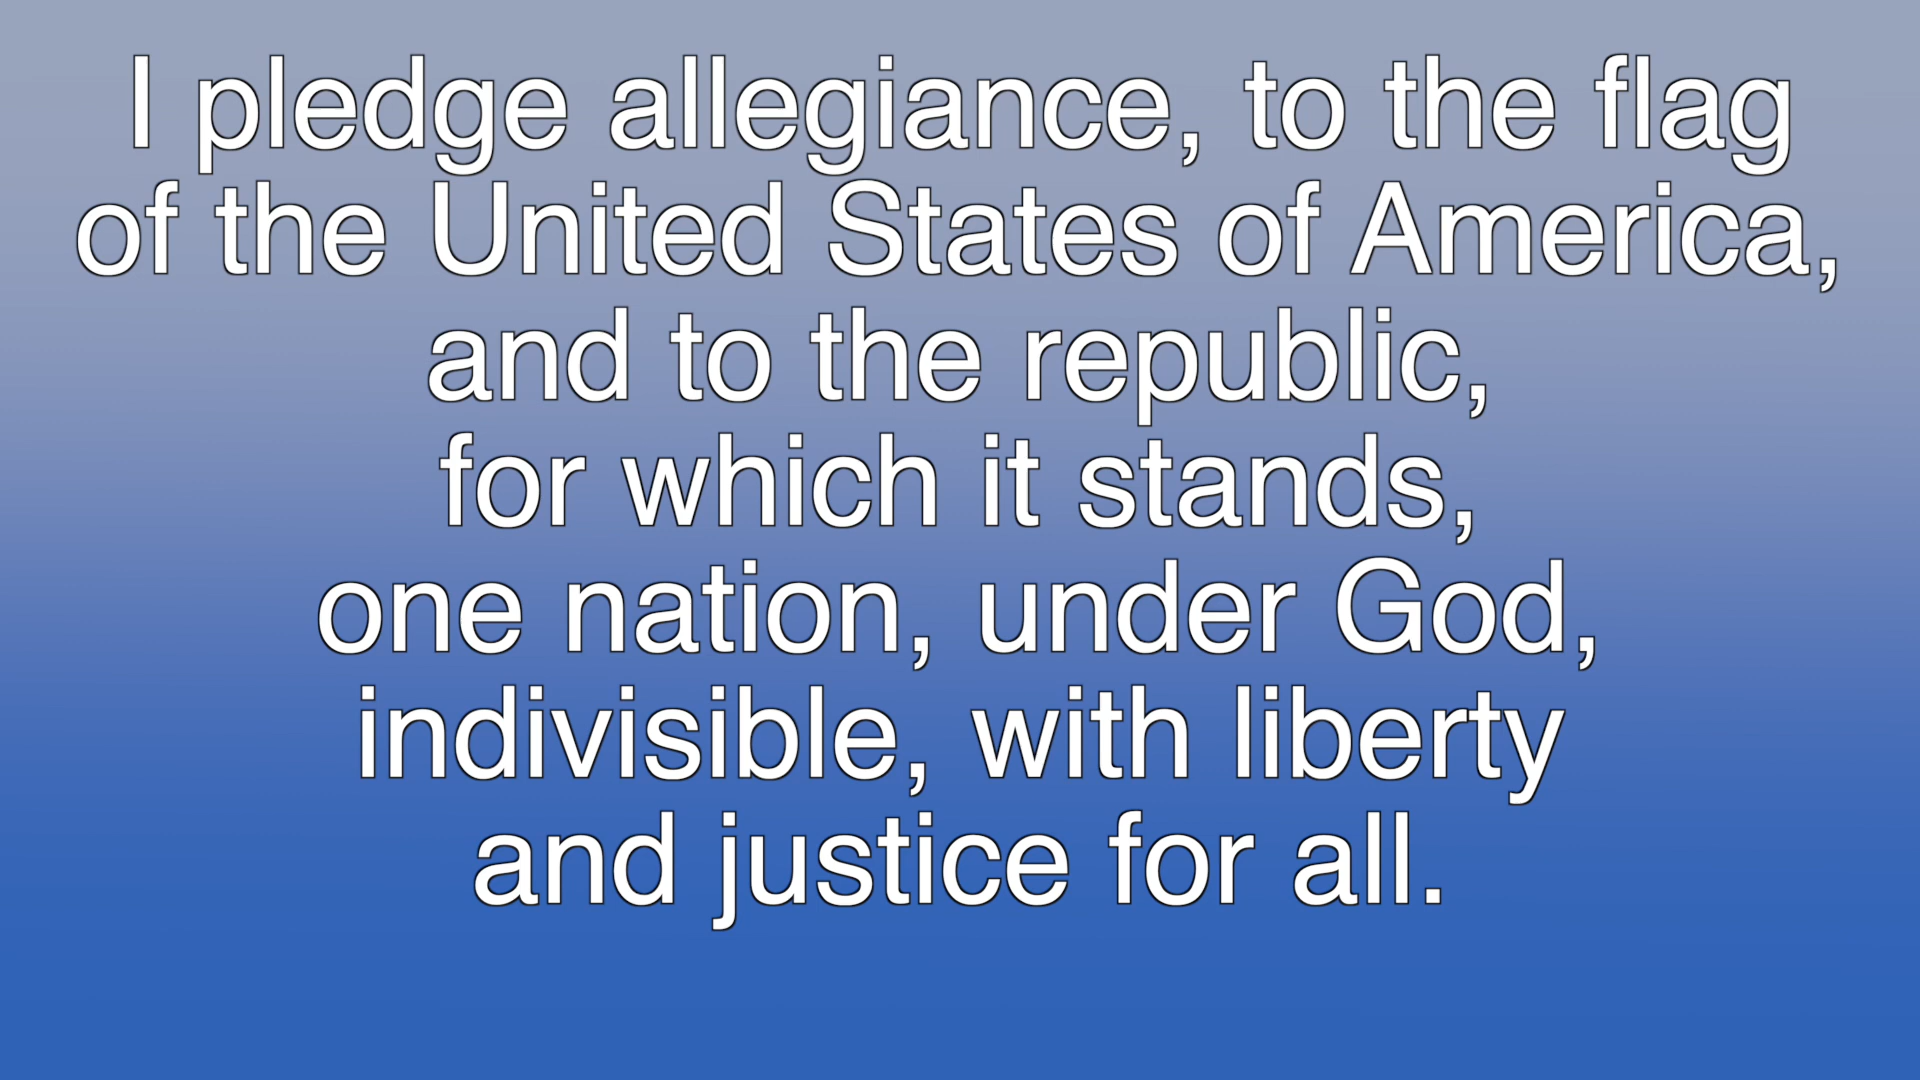 I pledge allegiance, to the flag
of the United States of America,
and to the republic,
for which it stands,
one nation, under God,
indivisible, with liberty
and justice for all.